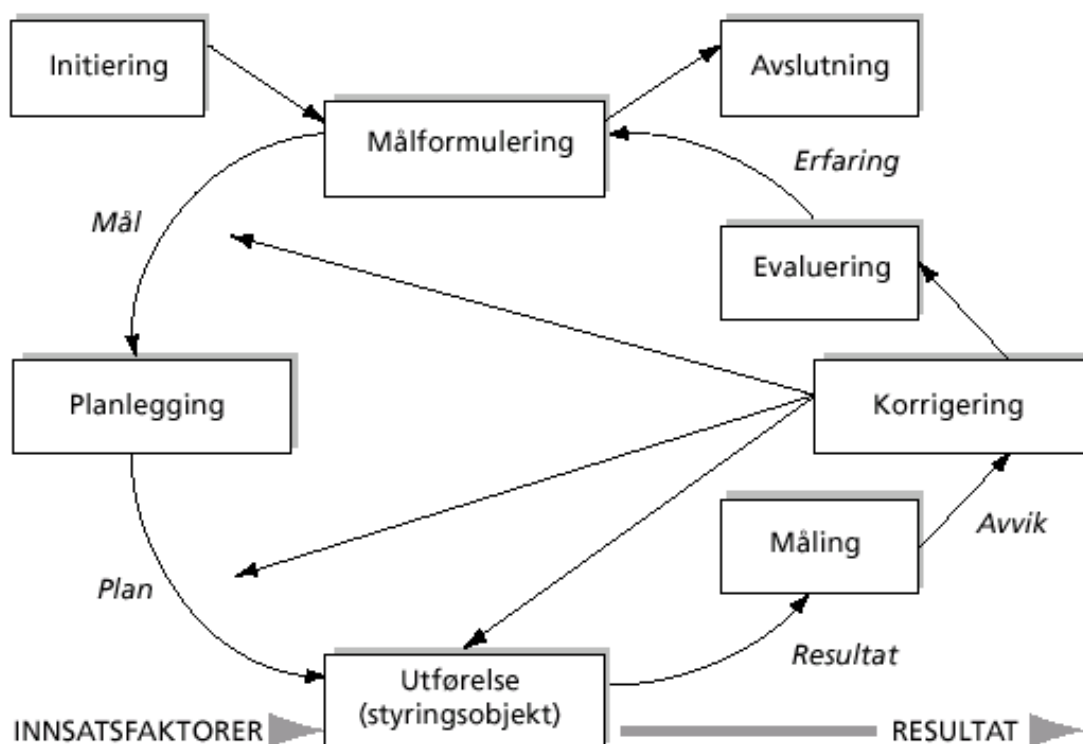 Initiering
Avslutning
Målformulering
Erfaring
Mål
Evaluering
Planlegging
Korrigering
Måling
Avvik
Plan
Resultat
Utførelse
(styringsobjekt)
INNSATSFAKTORER
RESULTAT